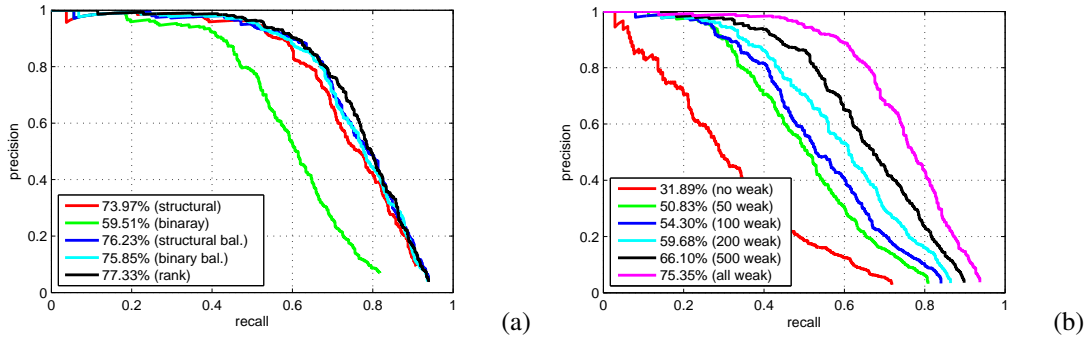 1
0.8
0.6
0.4
0.2
0
precision
73.97% (structural)
59.51% (binaray)
76.23% (structural bal.)
75.85% (binary bal.)
77.33% (rank)
0 0.2 0.4 0.6 0.8 1
recall
(a)
1
0.8
0.6
0.4
0.2
0
precision
31.89% (no weak)
50.83% (50 weak)
54.30% (100 weak)
59.68% (200 weak)
66.10% (500 weak)
75.35% (all weak)
0 0.2 0.4 0.6 0.8 1
recall
(b)